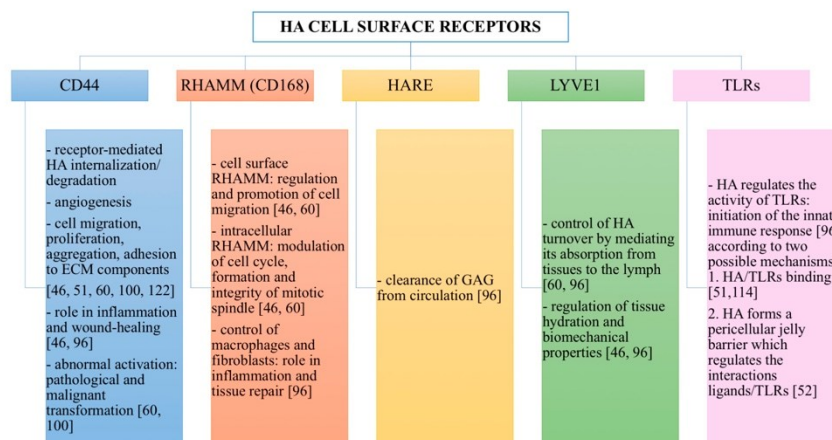 HA CELL SURFACE RECEPTORS
CD44
RHAMM (CD168)
HARE
LYVE1
TLRs
- receptor-mediated
HA internalization/
degradation
- angiogenesis
- cell migration,
proliferation,
aggregation, adhesion
to ECM components
[46, 51, 60, 100, 122]
- role in inflammation
and wound-healing
[46, 96]
- abnormal activation:
pathological and
malignant
transformation [60,
100]
- cell surface
RHAMM: regulation
and promotion of cell
migration [46, 60]
- intracellular
RHAMM: modulation
of cell cycle,
formation and
integrity of mitotic
spindle [46, 60]
- control of
macrophages and
fibroblasts: role in
inflammation and
tissue repair [96]
- clearance of GAG
from circulation [96]
- control of HA
turnover by mediating
its absorption from
tissues to the lymph
[60, 96]
- regulation of tissue
hydration and
biomechanical
properties [46, 96]
- HA regulates the
activity of TLRs:
initiation of the innate
immune response [96]
according to two
possible mechanisms
1. HA/TLRs binding
[51,114]
2. HA forms a
pericellular jelly
barrier which
regulates the
interactions
ligands/TLRs [52]